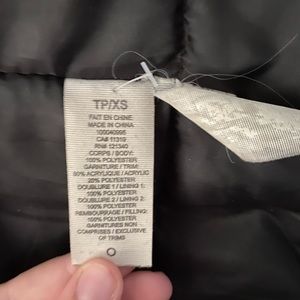 TP/XS
FAIT EN CHINE.
MADE IN CHINA
100040995
CA# 11319
RN# 121340
CORPS / BODY:
100% POLYESTER
GARNITURE / TRIM:
80% ACRYLIQUE / ACRYLIC
20% POLYESTER
DOUBLURE 1 / LINING 1:
100% POLYESTER
DOUBLURE 2 / LINING 2:
100% POLYESTER
REMBOURRAGE / FILLING:
100% POLYESTER
GARNITURES NON
COMPRISES / EXCLUSIVE
OF TRIMS